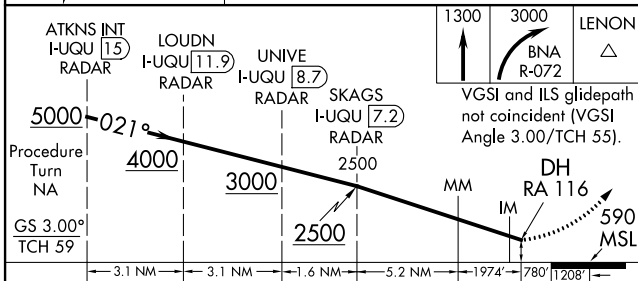 ATKNS INT
I-UQU 15
RADAR
LOUDN
I-UQU 11.9
RADAR
UNIVE
I-UQU 8.7
RADAR
SKAGS
I-UQU 7.2
RADAR
2500
1300
3000
BNA
R-072
LENON
VGSI and ILS glidepath
not coincident (VGSI
Angle 3.00/TCH 55).
5000
021°
4000
3000
2500
Procedure
Turn
NA
GS 3.00°
TCH 59
MM
IM
DH
RA 116
590
MSL
3.1 NM
3.1 NM
1.6 NM
5.2 NM
1974'
780'
1208'